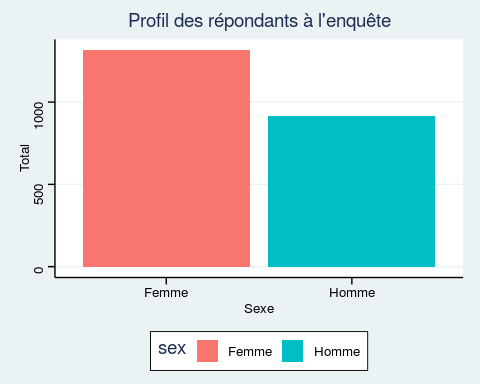 Profil des répondants à l'enquête
Total
1000
500
0
Femme
Homme
Sexe
sex
Femme
Homme